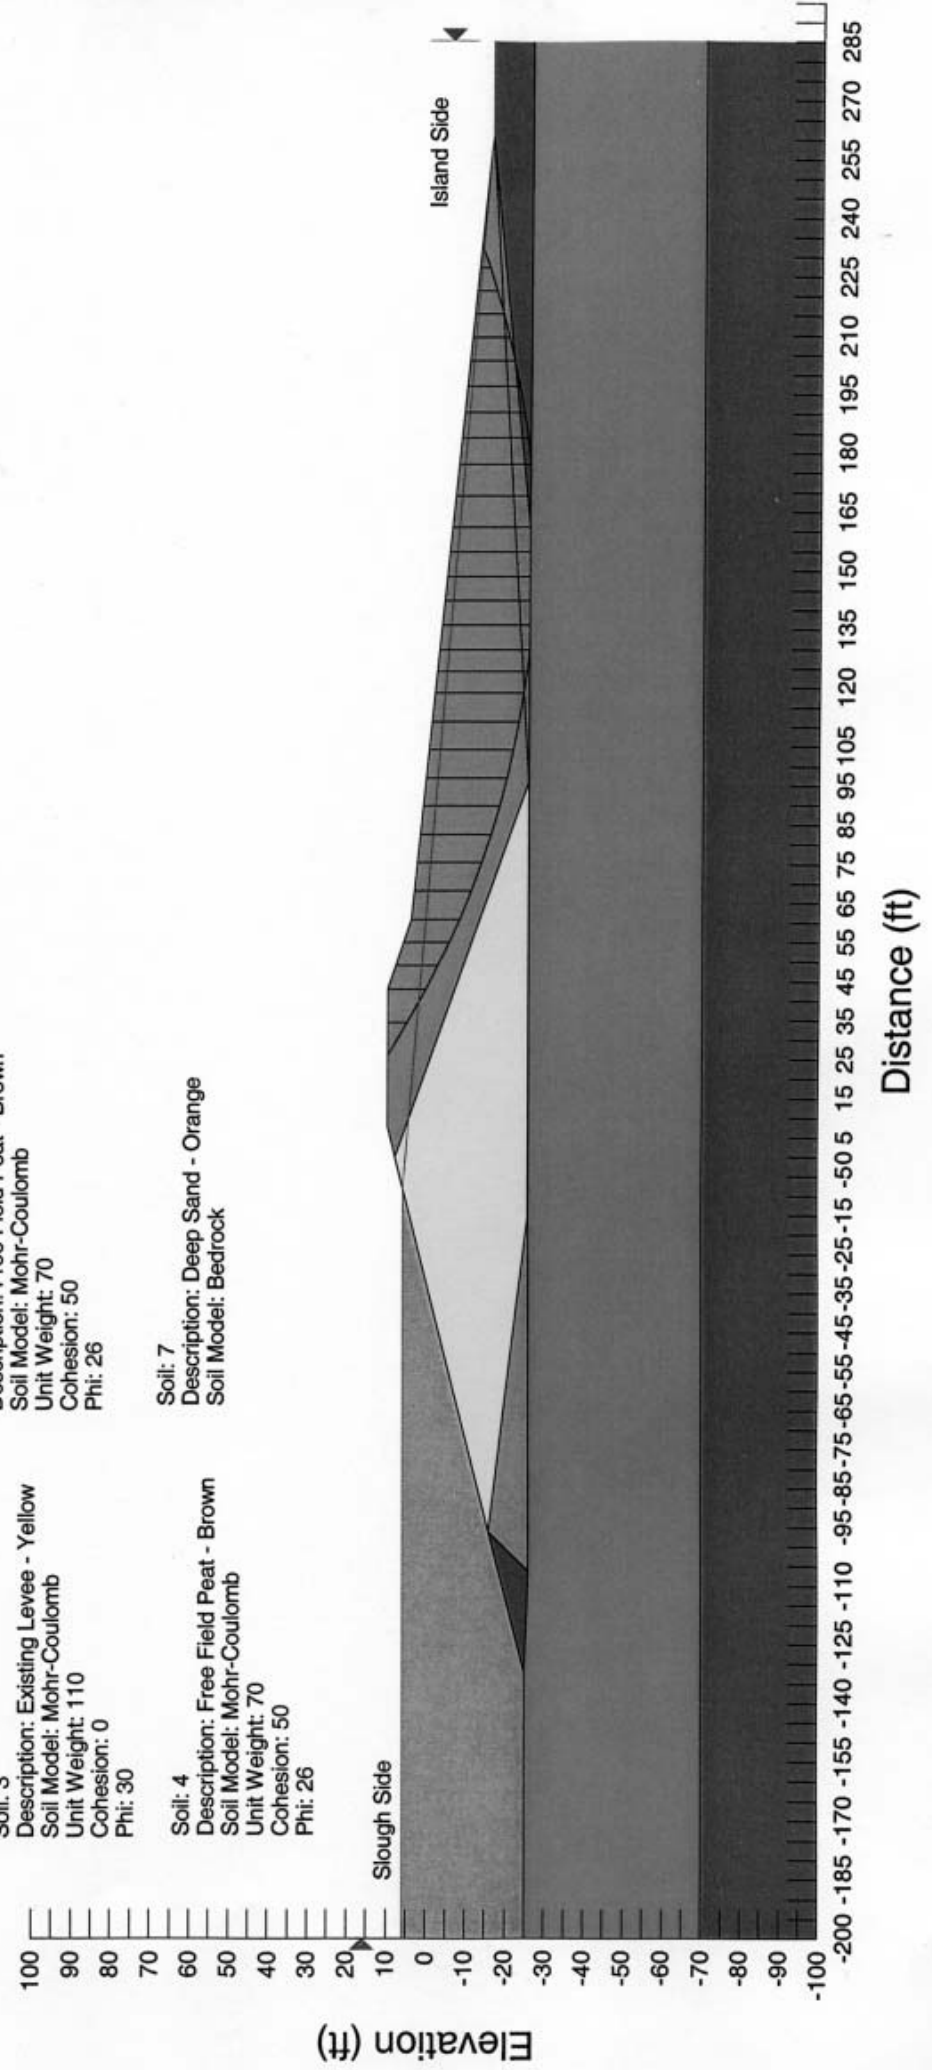 Description: Existing Levee - Yellow
Soil Model: Mohr-Coulomb
Unit Weight: 110
Cohesion: 0
Phi: 30
Soil: 4
Description: Free Field Peat - Brown
Soil Model: Mohr-Coulomb
Unit Weight: 70
Cohesion: 50
Phi: 26
Soil Model: Mohr-Coulomb
Unit Weight: 70
Cohesion: 50
Phi: 26
Soil: 7
Description: Deep Sand - Orange
Soil Model: Bedrock
Slough Side
Island Side
Elevation (ft)
100
90
80
70
60
50
40
30
20
10
0
-10
-20
-30
-40
-50
-60
-70
-80
-90
-100
-200 -185 -170 -155 -140 -125 -110 -95 -85 -75 -65 -55 -45 -35 -25 -15 -5 0 5 15 25 35 45 55 65 75 85 95 105 120 135 150 165 180 195 210 225 240 255 270 285
Distance (ft)